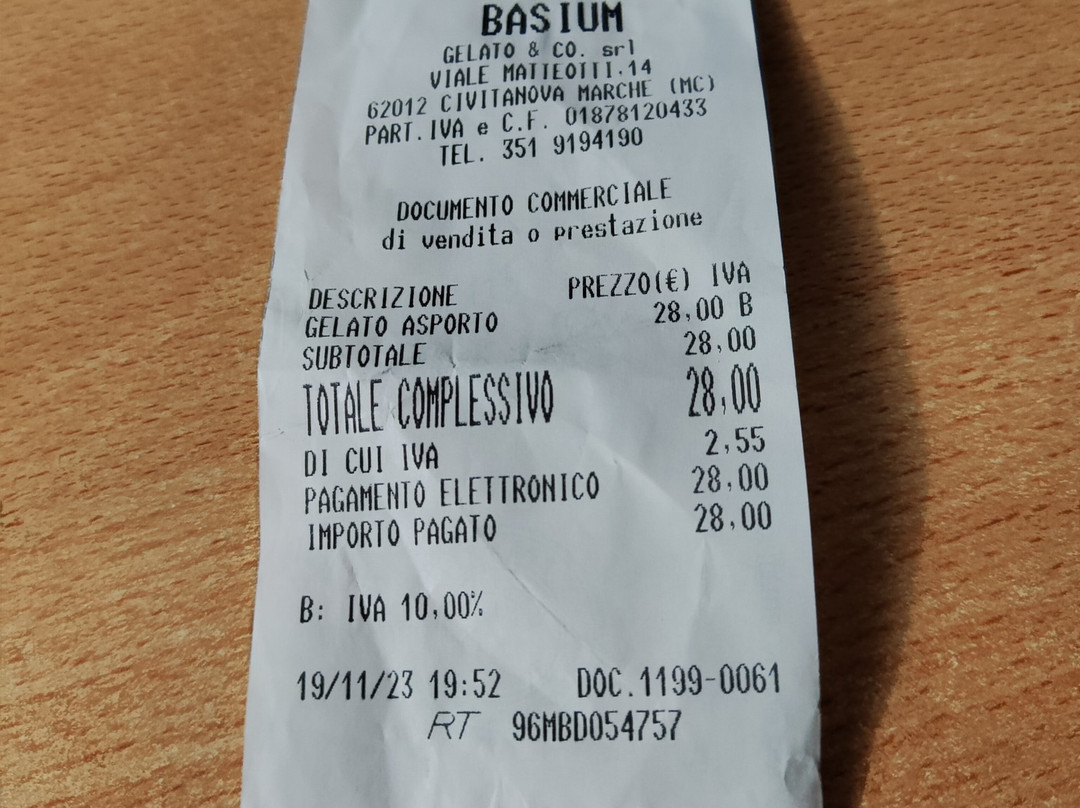 BASIUM
GELATO & CO. srl
VIALE MATTEOTTI.14
62012 CIVITANOVA MARCHE (MC)
PART.IVA e C.F. 01878120433
TEL. 351 9194190
DOCUMENTO COMMERCIALE
di vendita o prestazione
DESCRIZIONE PREZZO(€) IVA
GELATO ASPORTO 28,00 B
SUBTOTALE 28,00
TOTALE COMPLESSIVO 28,00
DI CUI IVA 2,55
PAGAMENTO ELETTRONICO 28,00
IMPORTO PAGATO 28,00
B: IVA 10,00%
19/11/23 19:52 DOC.1199-0061
RT 96MBD054757